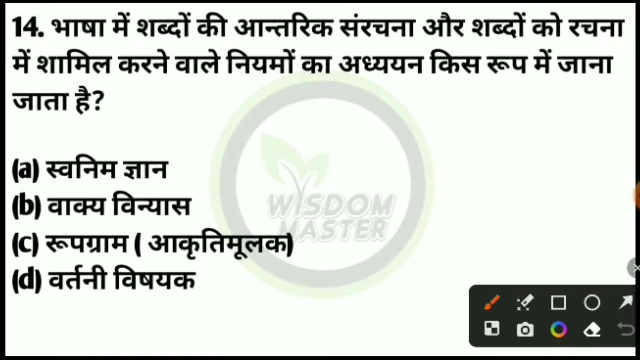 14. भाषा में शब्दों की आन्तरिक संरचना और शब्दों को रचना
में शामिल करने वाले नियमों का अध्ययन किस रूप में जाना
जाता है?
(a) स्वनिम ज्ञान
(b) वाक्य विन्यास
(c) रूपग्राम ( आकृतिमूलक)
(d) वर्तनी विषयक
WISDOM
MASTER